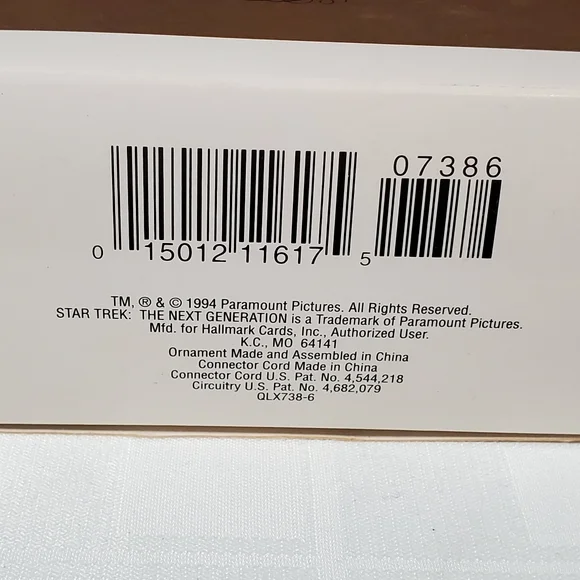 07386
0 15012 11617 5
TM, ® & © 1994 Paramount Pictures. All Rights Reserved.
STAR TREK: THE NEXT GENERATION is a Trademark of Paramount Pictures.
Mfd. for Hallmark Cards, Inc., Authorized User.
K.C., MO 64141
Ornament Made and Assembled in China
Connector Cord Made in China
Connector Cord U.S. Pat. No. 4,544,218
Circuitry U.S. Pat. No. 4,682,079
QLX738-6